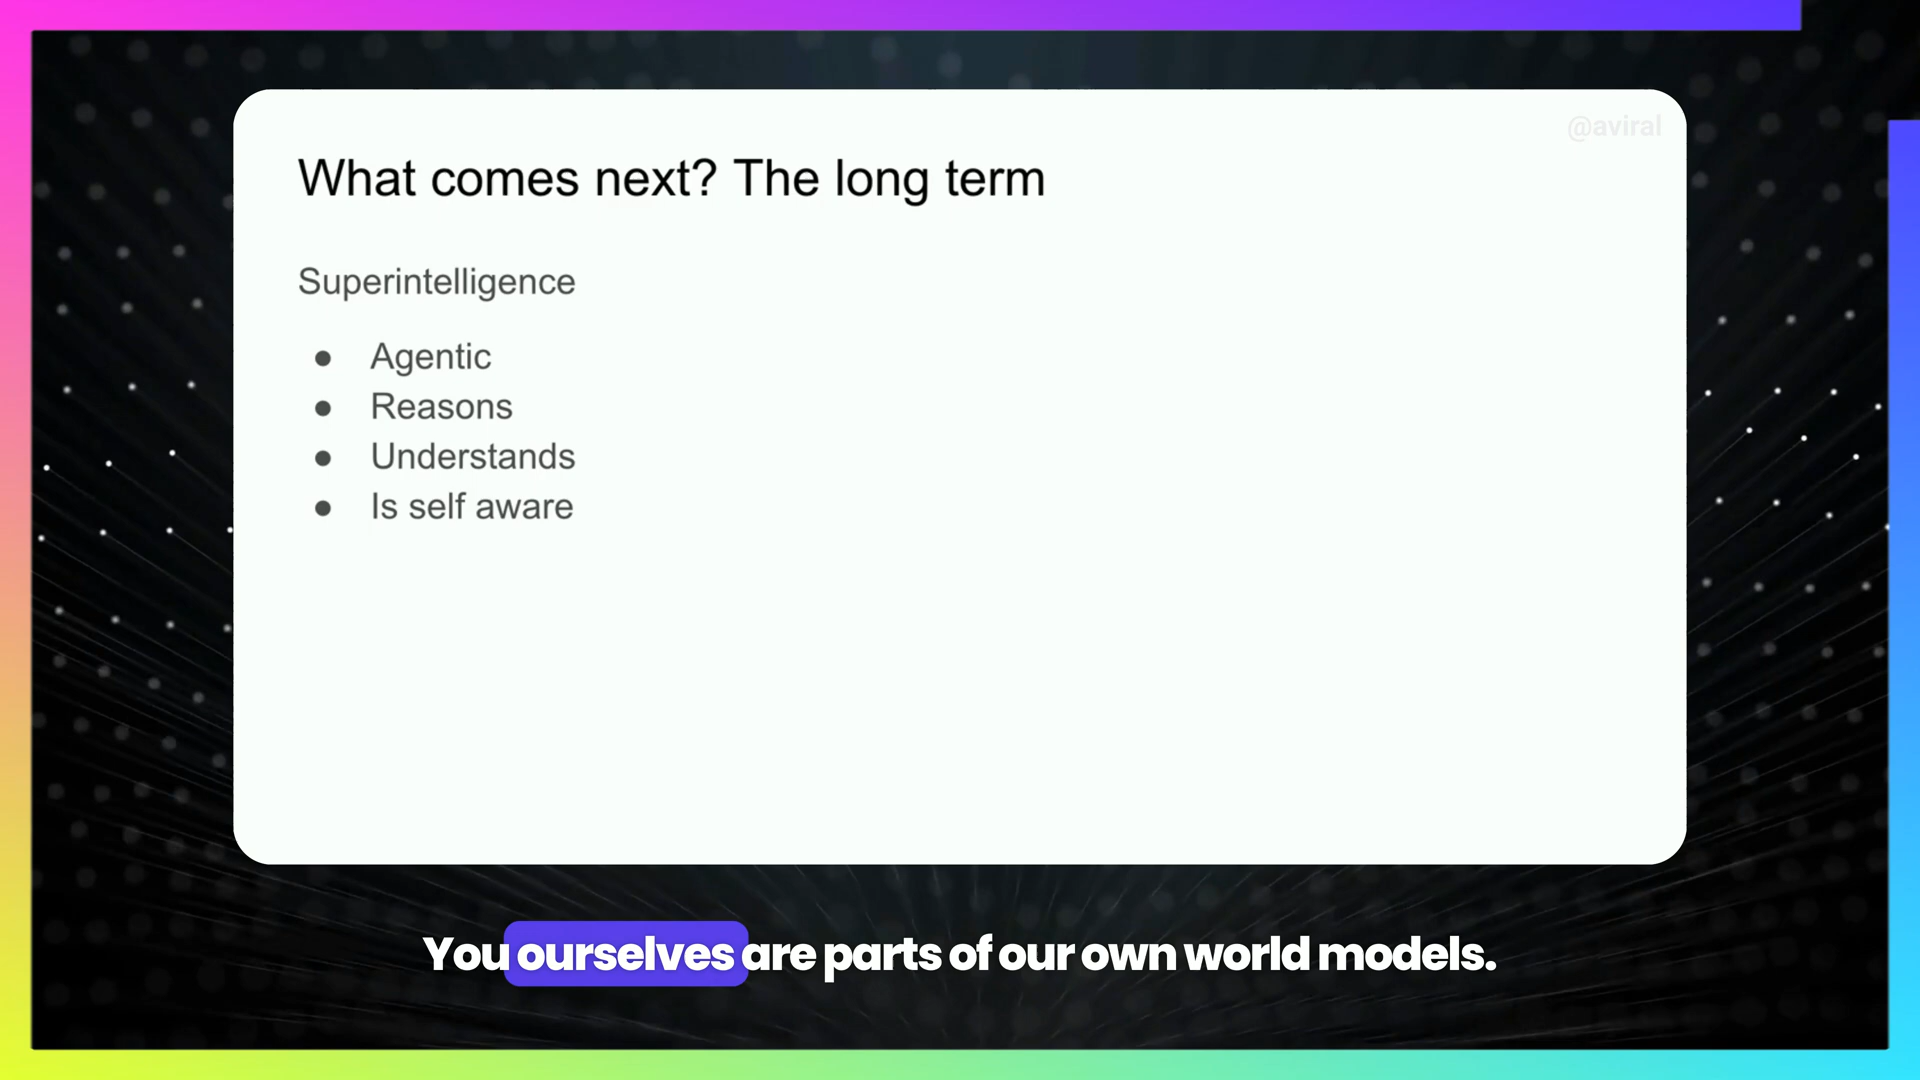 @aviral
What comes next? The long term
Superintelligence
● Agentic
● Reasons
● Understands
● Is self aware
You ourselves are parts of our own world models.